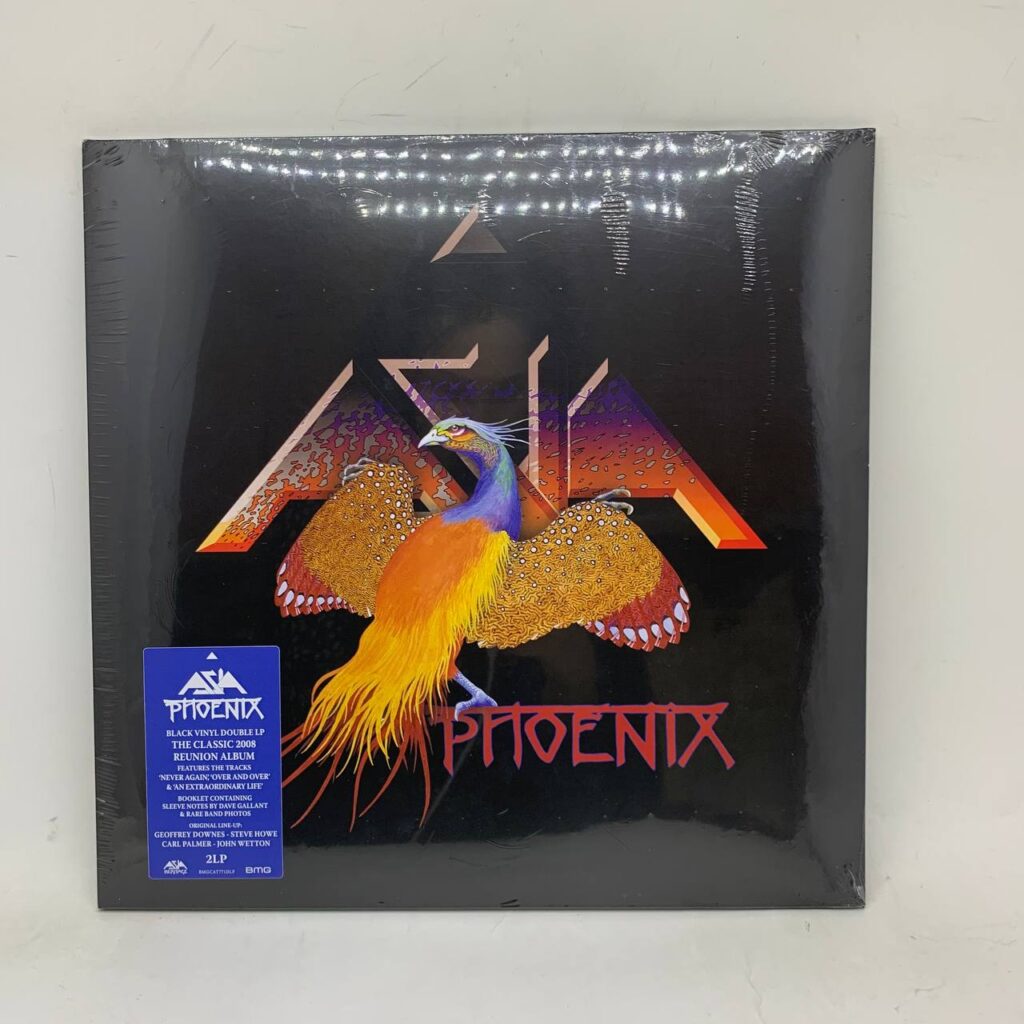 ASIA
PHOENIX
ASIA
PHOENIX
BLACK VINYL DOUBLE LP
THE CLASSIC 2008
REUNION ALBUM
FEATURES THE TRACKS
'NEVER AGAIN', 'OVER AND OVER'
& 'AN EXTRAORDINARY LIFE'
BOOKLET CONTAINING
SLEEVE NOTES BY DAVE GALLANT
& RARE BAND PHOTOS
ORIGINAL LINE-UP:
GEOFFREY DOWNES - STEVE HOWE
CARL PALMER - JOHN WETTON
2LP
ASIA
BMG